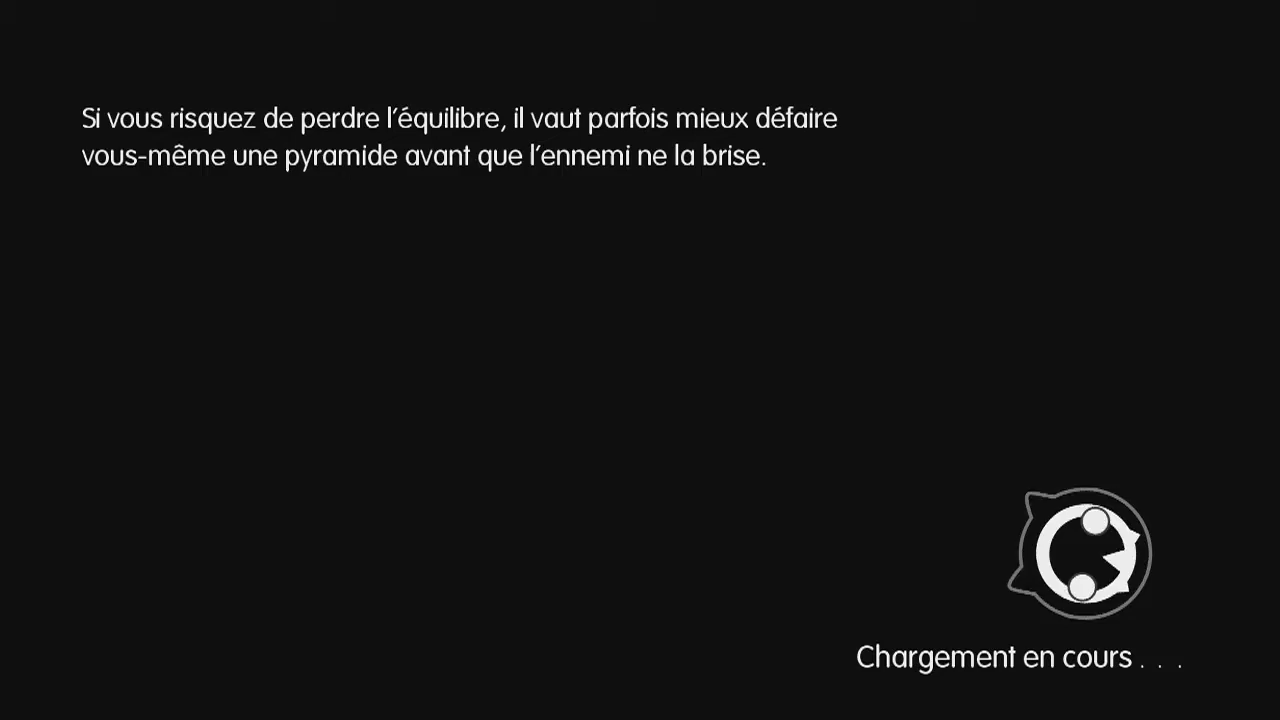 Si vous risquez de perdre l'équilibre, il vaut parfois mieux défaire
vous-même une pyramide avant que l'ennemi ne la brise.
Chargement en cours . . .